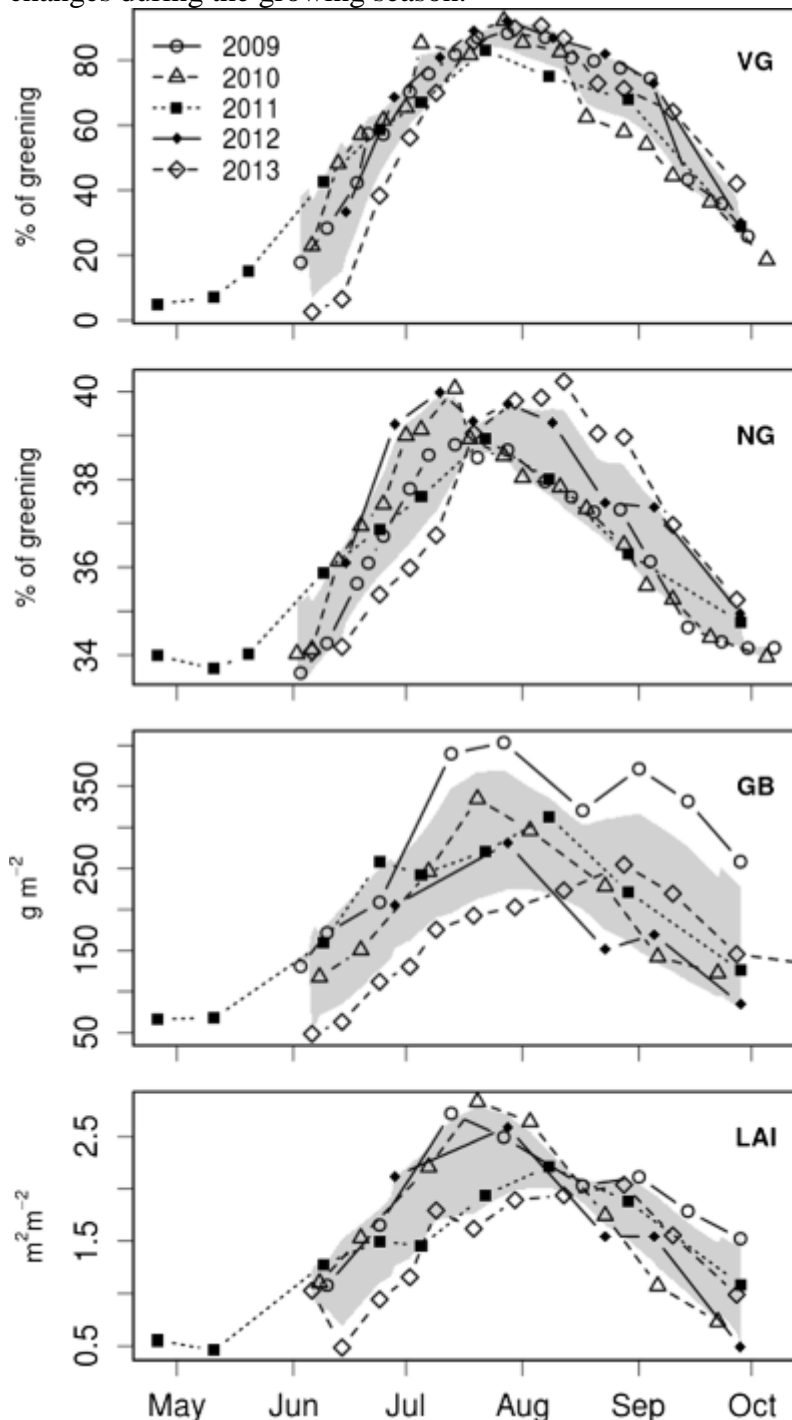 changes during the growing season.
2009
2010
2011
2012
2013
VG
% of greening
0 20 40 60 80
NG
% of greening
34 36 38 40
GB
g m⁻²
50 150 250 350
LAI
m²m⁻²
0.5 1.5 2.5
May Jun Jul Aug Sep Oct